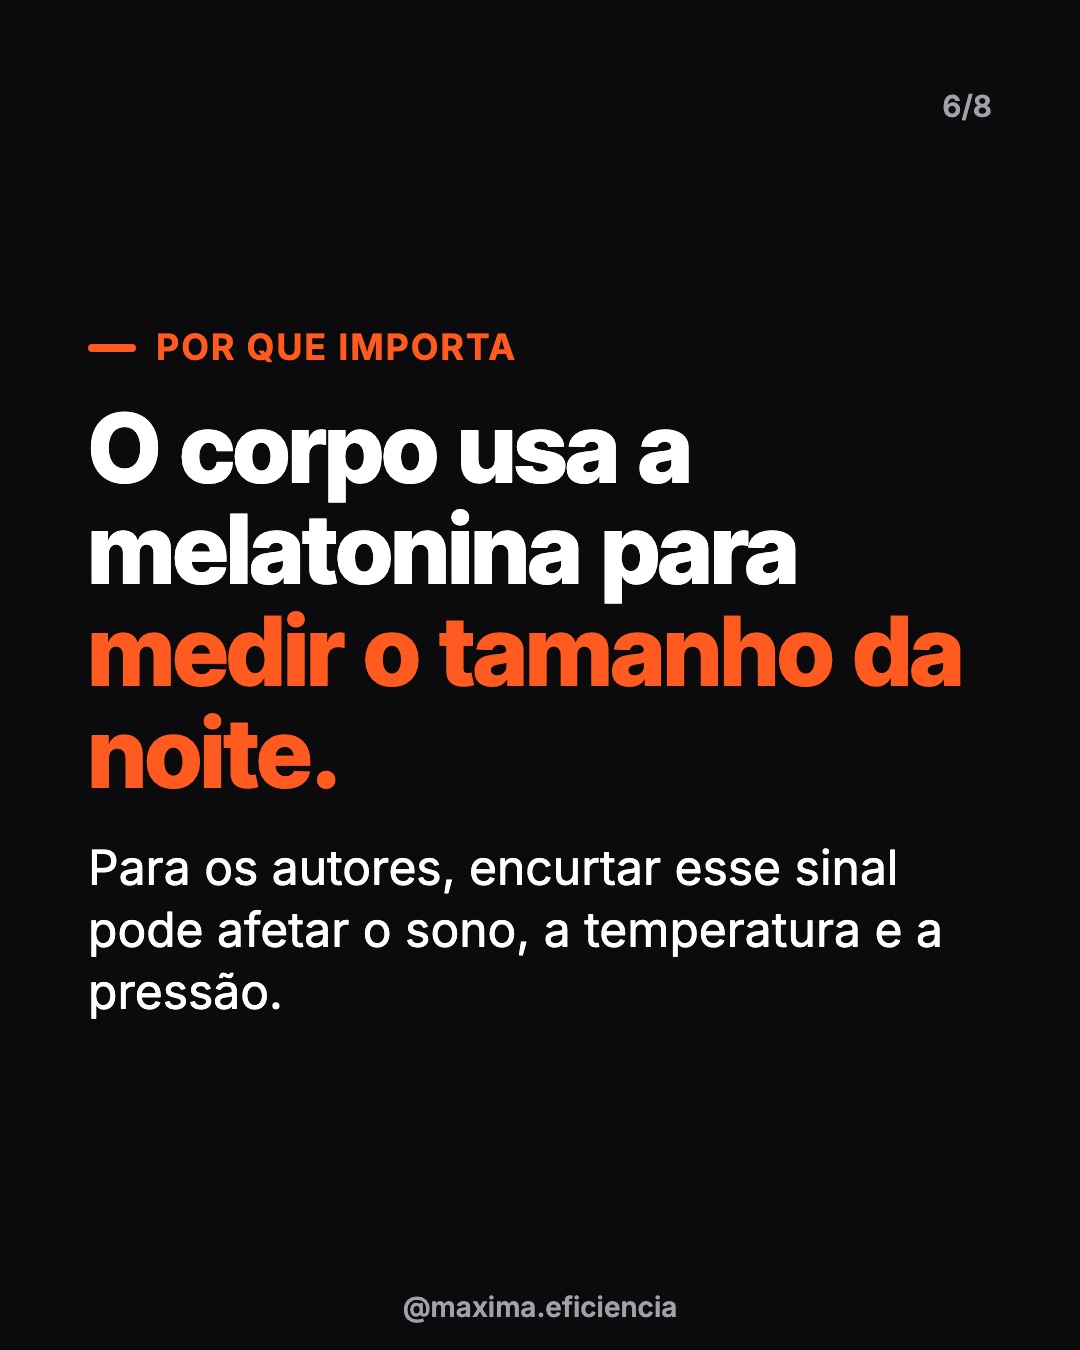 6/8
POR QUE IMPORTA
O corpo usa a
melatonina para
medir o tamanho da
noite.
Para os autores, encurtar esse sinal
pode afetar o sono, a temperatura e a
pressão.
@maxima.eficiencia